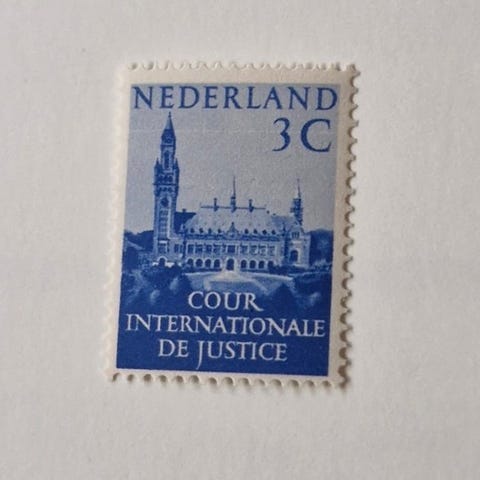 NEDERLAND
3C
COUR
INTERNATIONALE
DE JUSTICE